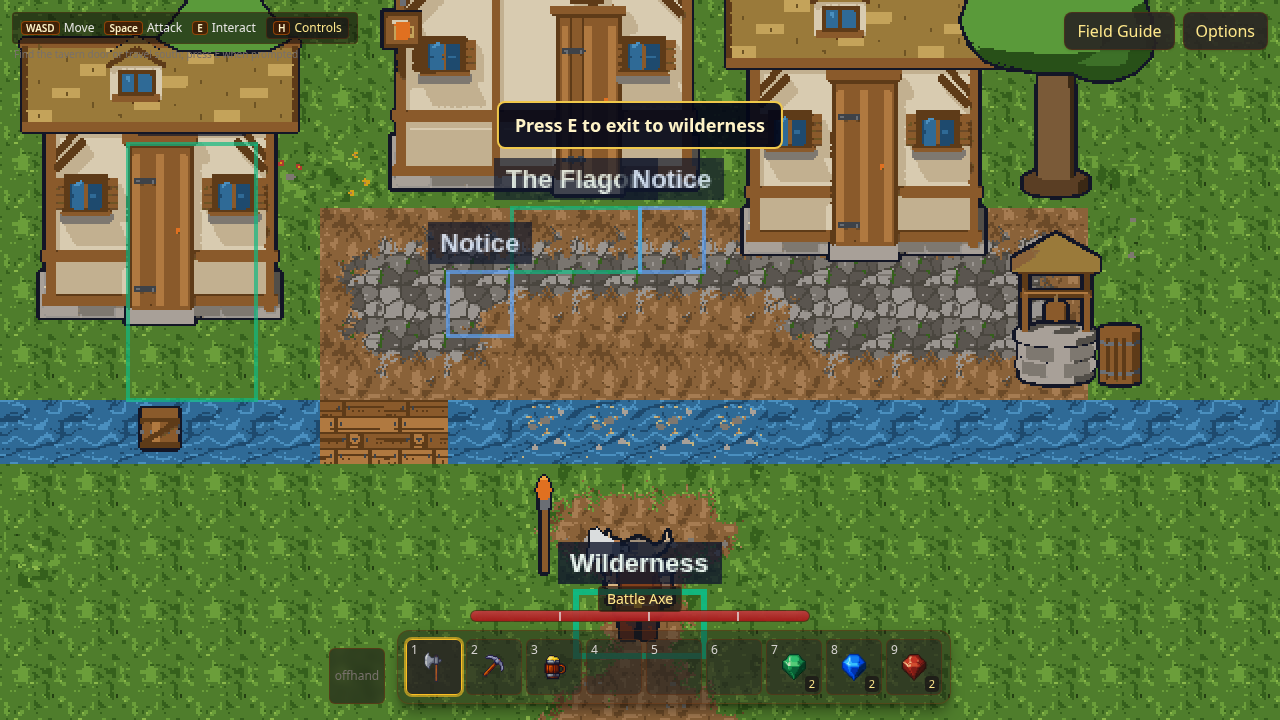 WASD Move Space Attack E Interact H Controls
Field Guide
Options
Press E to exit to wilderness
The Flago
Notice
Notice
Wilderness
Battle Axe
offhand
1
2
3
4
5
6
7
2
8
2
9
2